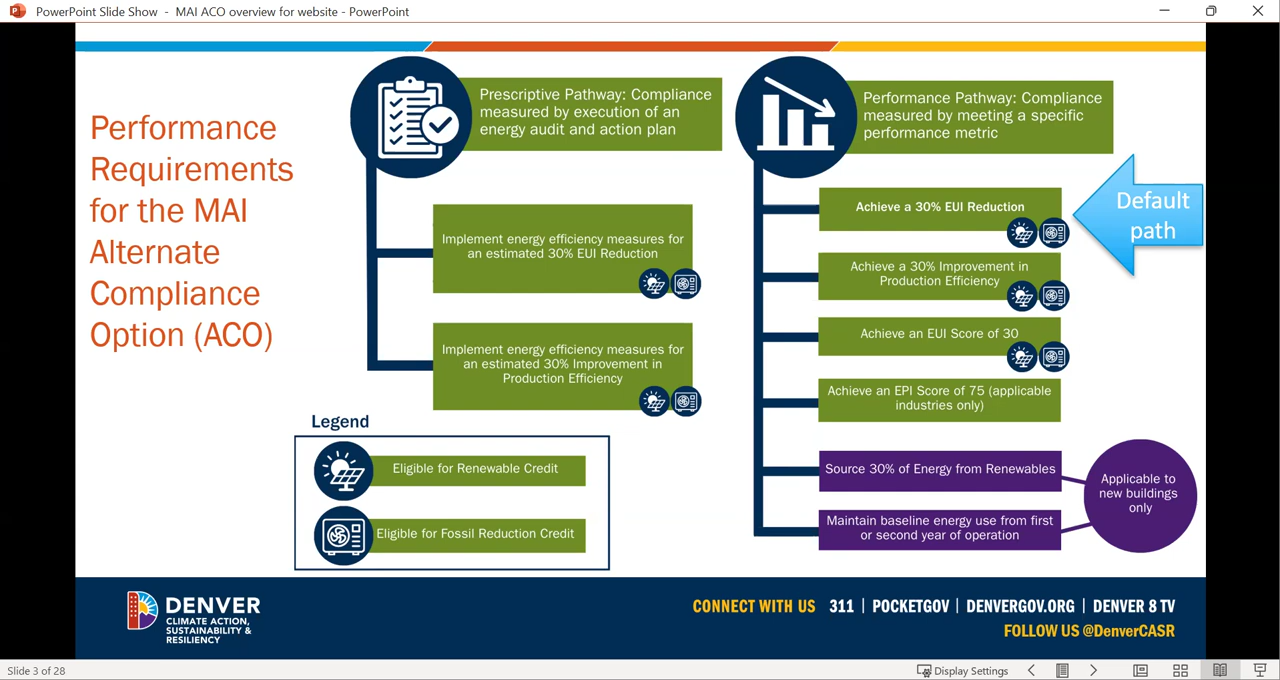 PowerPoint Slide Show - MAI ACO overview for website - PowerPoint
Performance
Requirements
for the MAI
Alternate
Compliance
Option (ACO)
Prescriptive Pathway: Compliance
measured by execution of an
energy audit and action plan
Implement energy efficiency measures for
an estimated 30% EUI Reduction
Implement energy efficiency measures for
an estimated 30% Improvement in
Production Efficiency
Performance Pathway: Compliance
measured by meeting a specific
performance metric
Achieve a 30% EUI Reduction
Default
path
Achieve a 30% Improvement in
Production Efficiency
Achieve an EUI Score of 30
Achieve an EPI Score of 75 (applicable
industries only)
Source 30% of Energy from Renewables
Maintain baseline energy use from first
or second year of operation
Applicable to
new buildings
only
Legend
Eligible for Renewable Credit
Eligible for Fossil Reduction Credit
DENVER
CLIMATE ACTION,
SUSTAINABILITY &
RESILIENCY
CONNECT WITH US 311 | POCKETGOV | DENVERGOV.ORG | DENVER 8 TV
FOLLOW US @DenverCASR
Slide 3 of 28
Display Settings